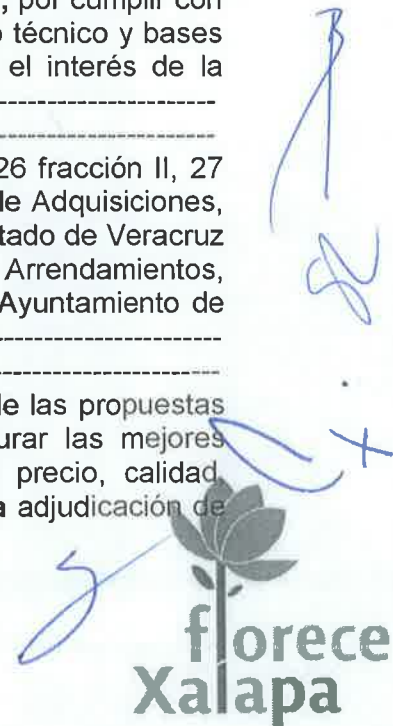 , por cumplir con
o técnico y bases
el interés de la
----------------------------------------
----------------------------------------
26 fracción II, 27
de Adquisiciones,
tado de Veracruz
Arrendamientos,
Ayuntamiento de
----------------------------------------
----------------------------------------
de las propuestas
urar las mejores
precio, calidad,
adjudicación de
florece
Xalapa